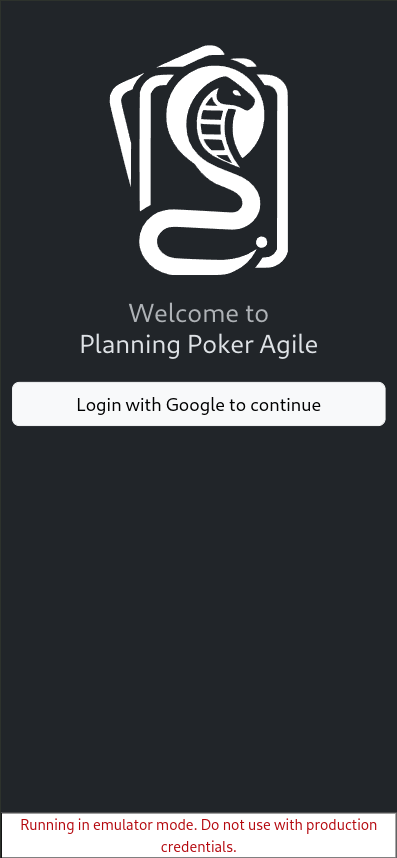 Welcome to
Planning Poker Agile
Login with Google to continue
Running in emulator mode. Do not use with production
credentials.